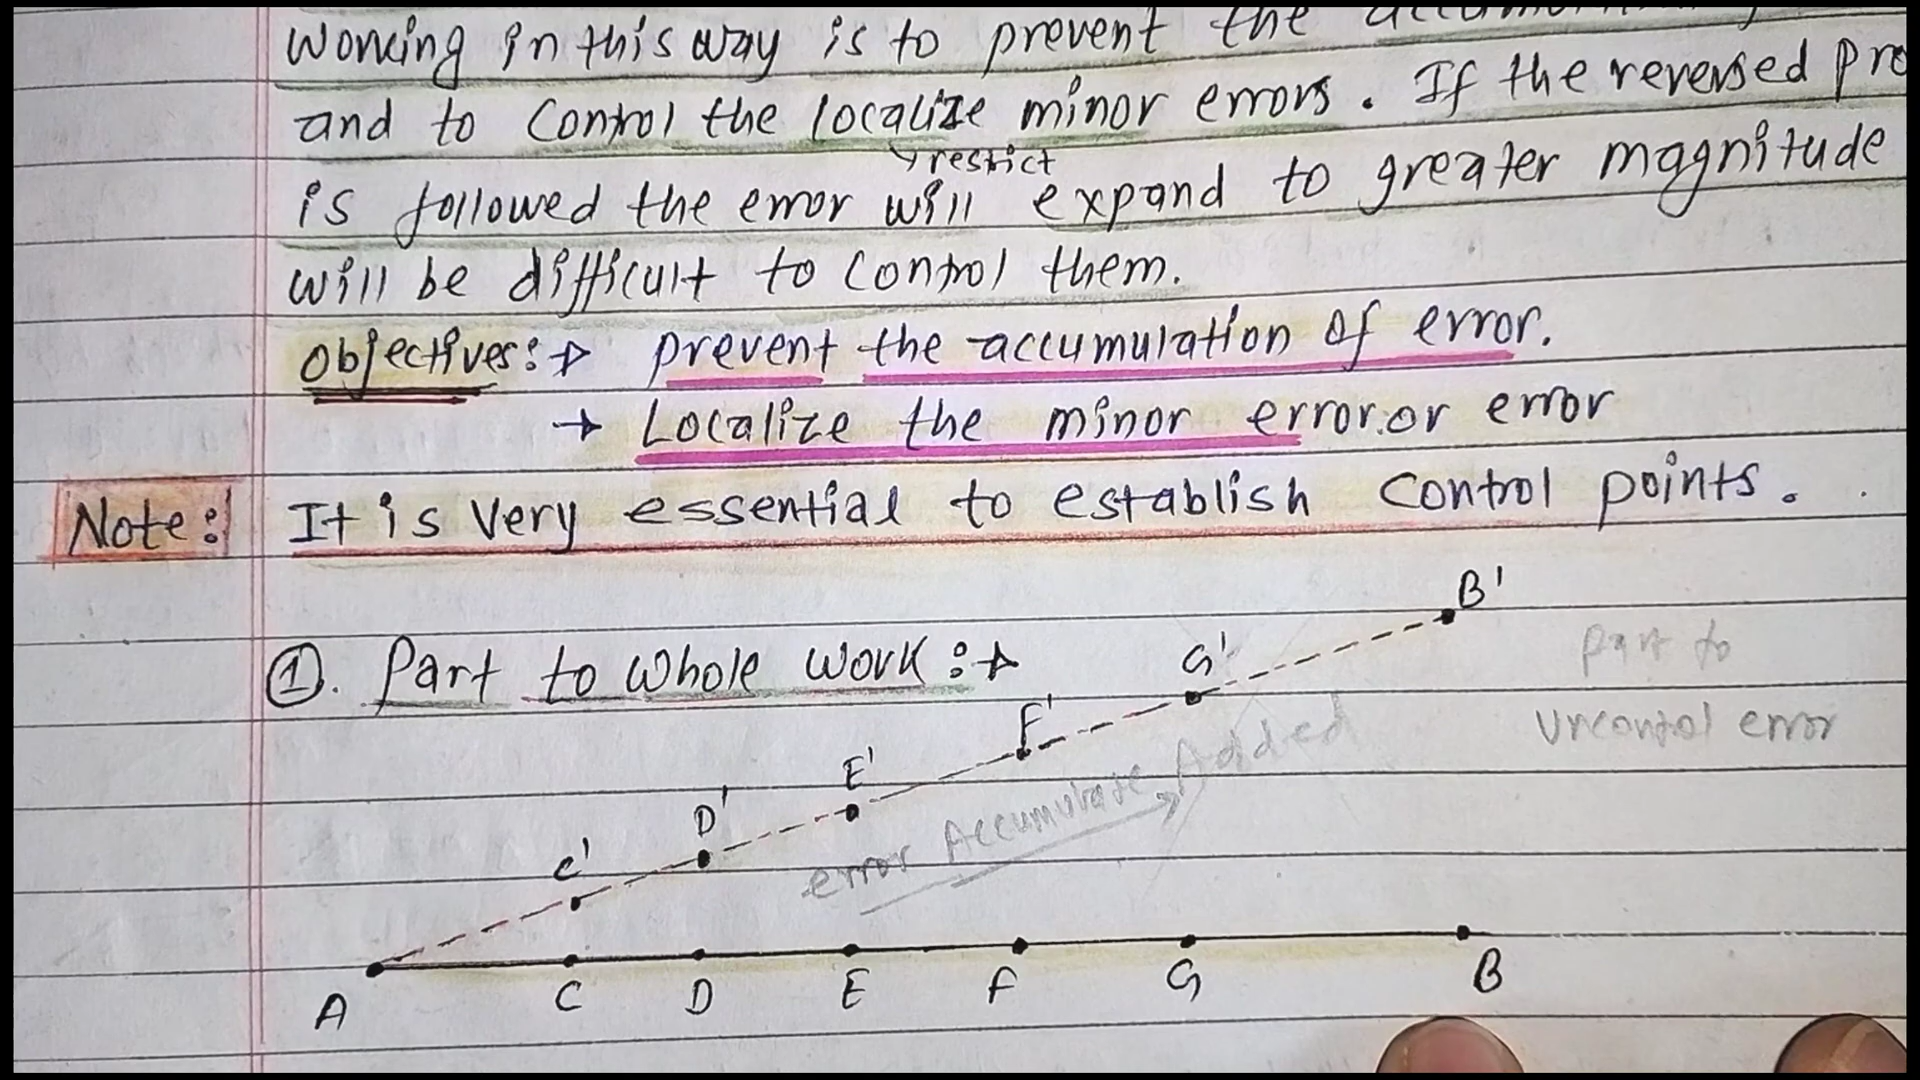 Working in this way is to prevent the
and to control the localize minor errors. If the reversed pro
restict
is followed the error will expand to greater magnitude
will be difficult to control them.
Objectives:→ prevent the accumulation of error.
→ Localize the minor error.or error
Note: It is very essential to establish control points.
B'
①. Part to whole work:→
G'
part to
F'
uncontol error
E'
D'
error Accumulate Added
C'
A C D E F G B